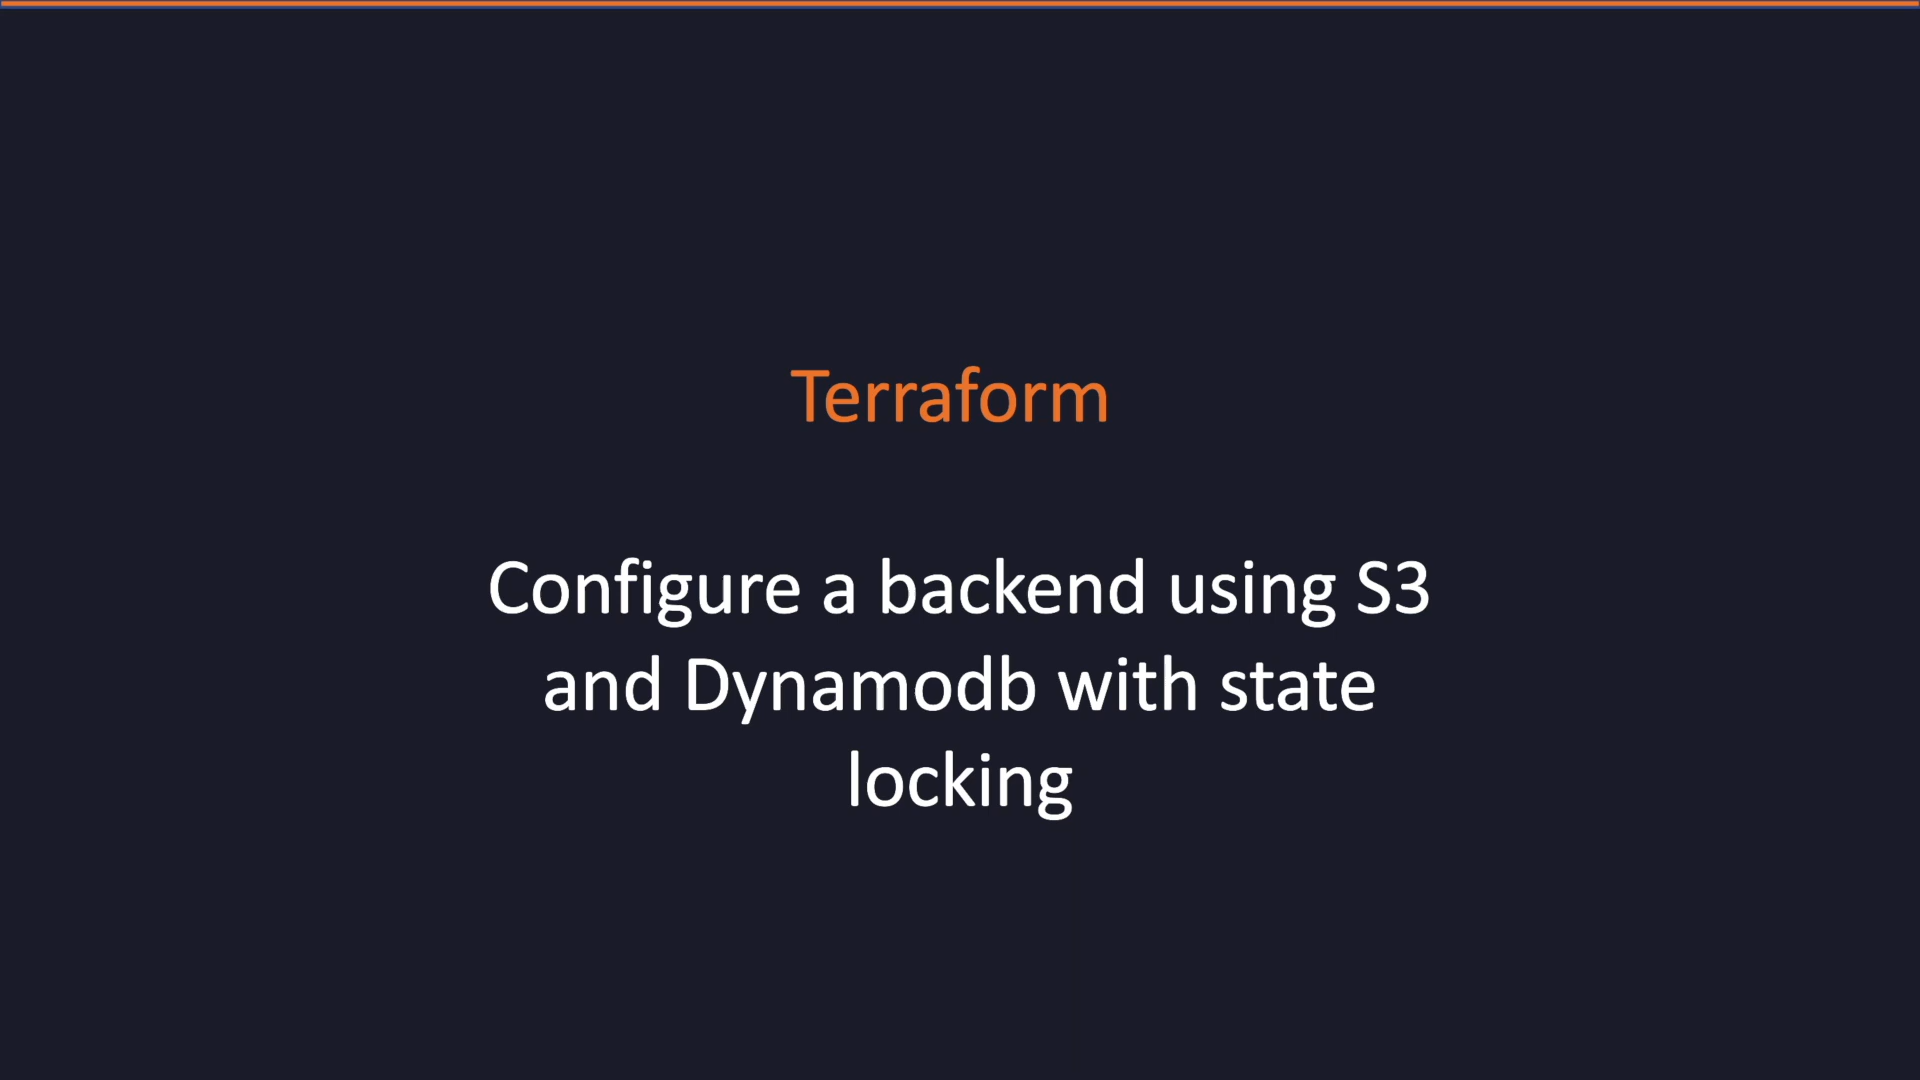 Terraform
Configure a backend using S3
and Dynamodb with state
locking